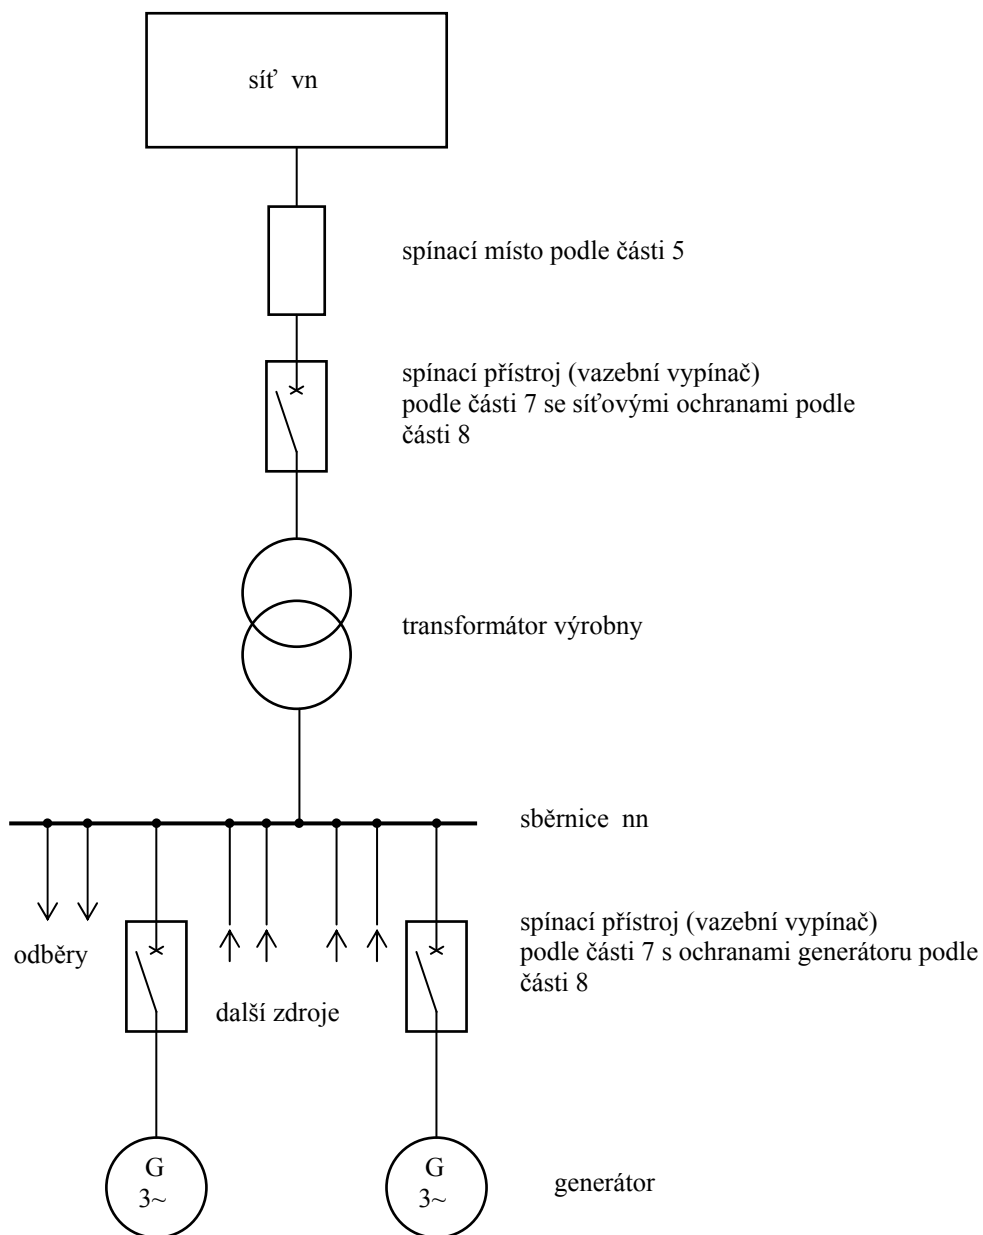 síť vn
spínací místo podle části 5
spínací přístroj (vazební vypínač)
podle části 7 se síťovými ochranami podle
části 8
transformátor výrobny
sběrnice nn
odběry
další zdroje
spínací přístroj (vazební vypínač)
podle části 7 s ochranami generátoru podle
části 8
G
3~
G
3~
generátor